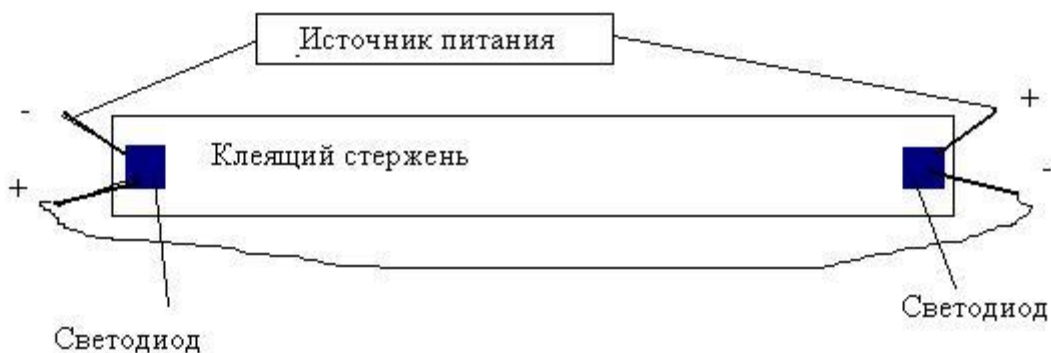 Источник питания
-
+
Клеящий стержень
+
-
Светодиод
Светодиод